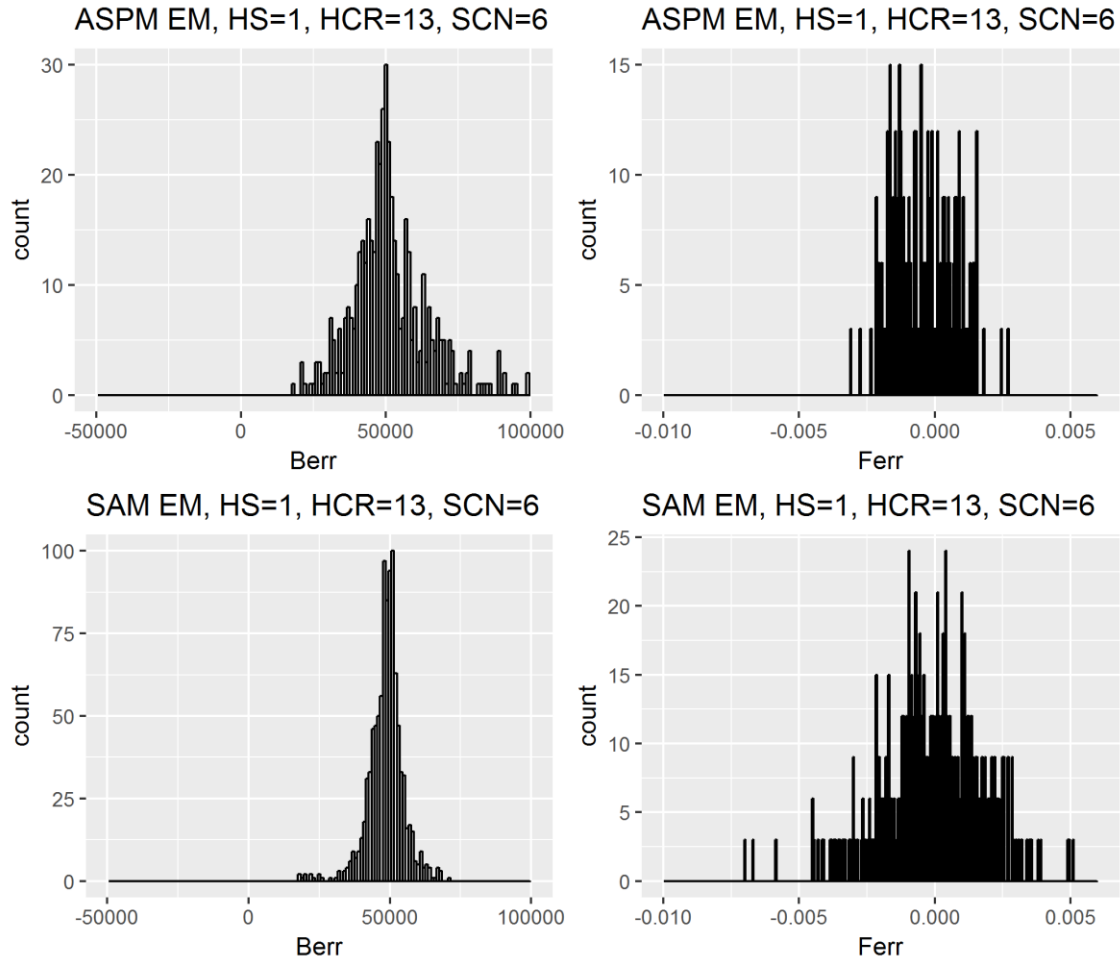 ASPM EM, HS=1, HCR=13, SCN=6
30
20
10
0
count
-50000 0 50000 100000
Berr
ASPM EM, HS=1, HCR=13, SCN=6
15
10
5
0
count
-0.010 -0.005 0.000 0.005
Ferr
SAM EM, HS=1, HCR=13, SCN=6
100
75
50
25
0
count
-50000 0 50000 100000
Berr
SAM EM, HS=1, HCR=13, SCN=6
25
20
15
10
5
0
count
-0.010 -0.005 0.000 0.005
Ferr